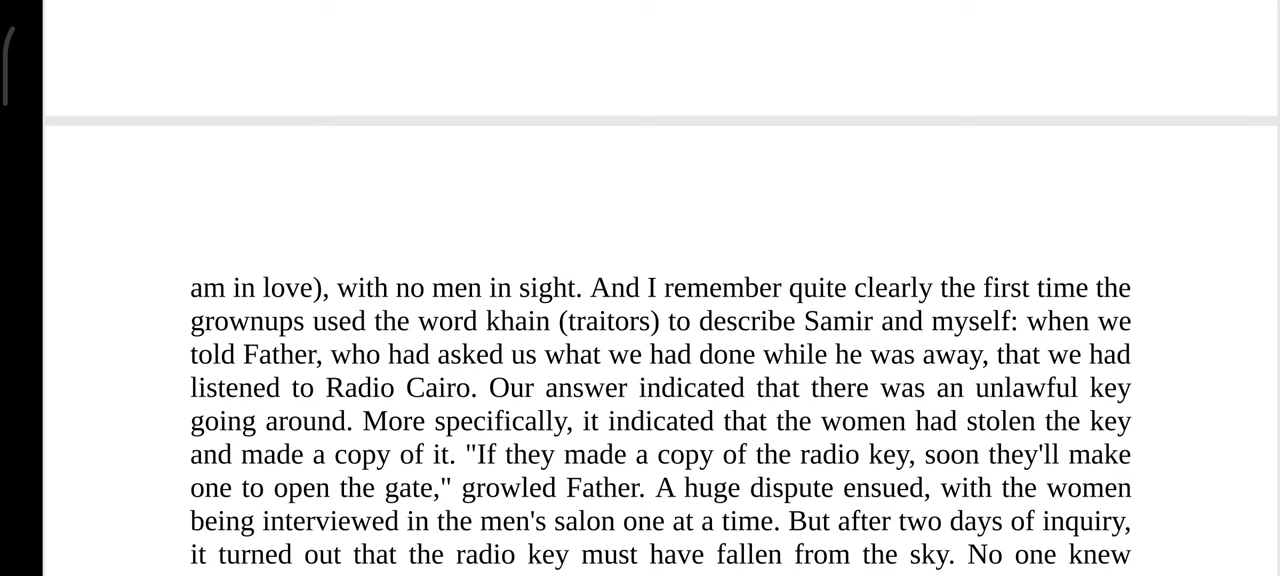 am in love), with no men in sight. And I remember quite clearly the first time the
grownups used the word khain (traitors) to describe Samir and myself: when we
told Father, who had asked us what we had done while he was away, that we had
listened to Radio Cairo. Our answer indicated that there was an unlawful key
going around. More specifically, it indicated that the women had stolen the key
and made a copy of it. "If they made a copy of the radio key, soon they'll make
one to open the gate," growled Father. A huge dispute ensued, with the women
being interviewed in the men's salon one at a time. But after two days of inquiry,
it turned out that the radio key must have fallen from the sky. No one knew